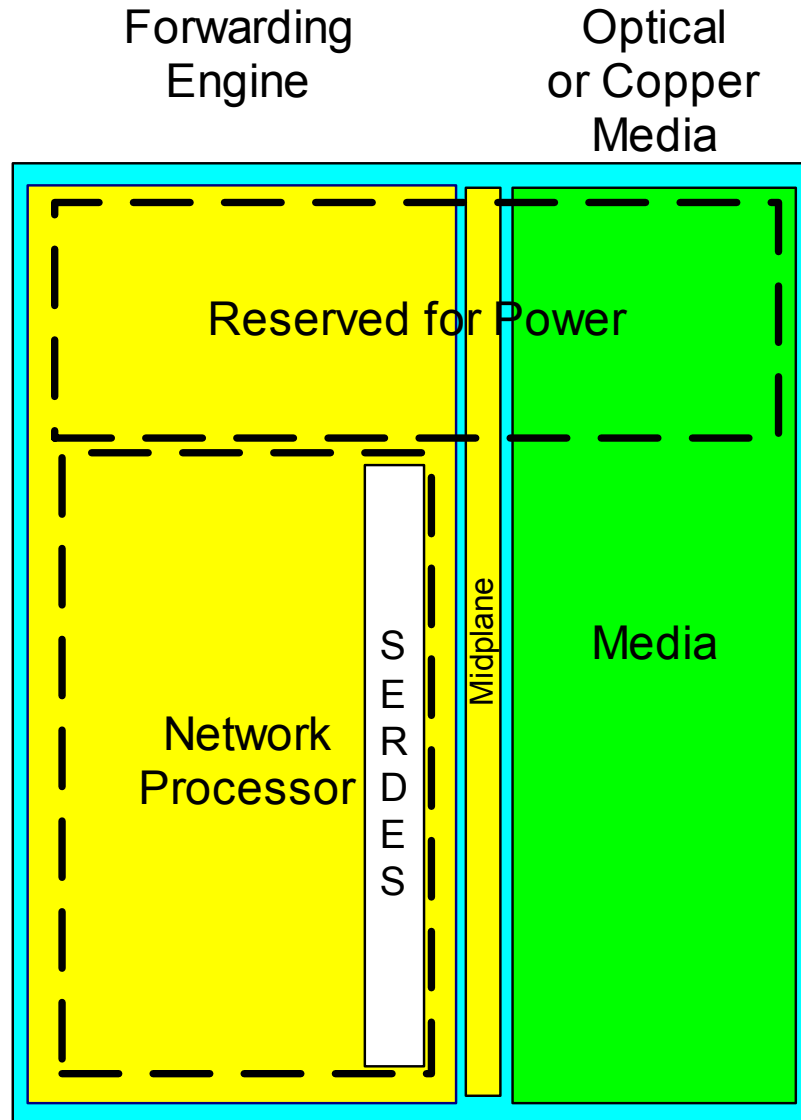 Forwarding
Engine
Optical
or Copper
Media
Reserved for Power
Midplane
Media
Network
Processor
S
E
R
D
E
S